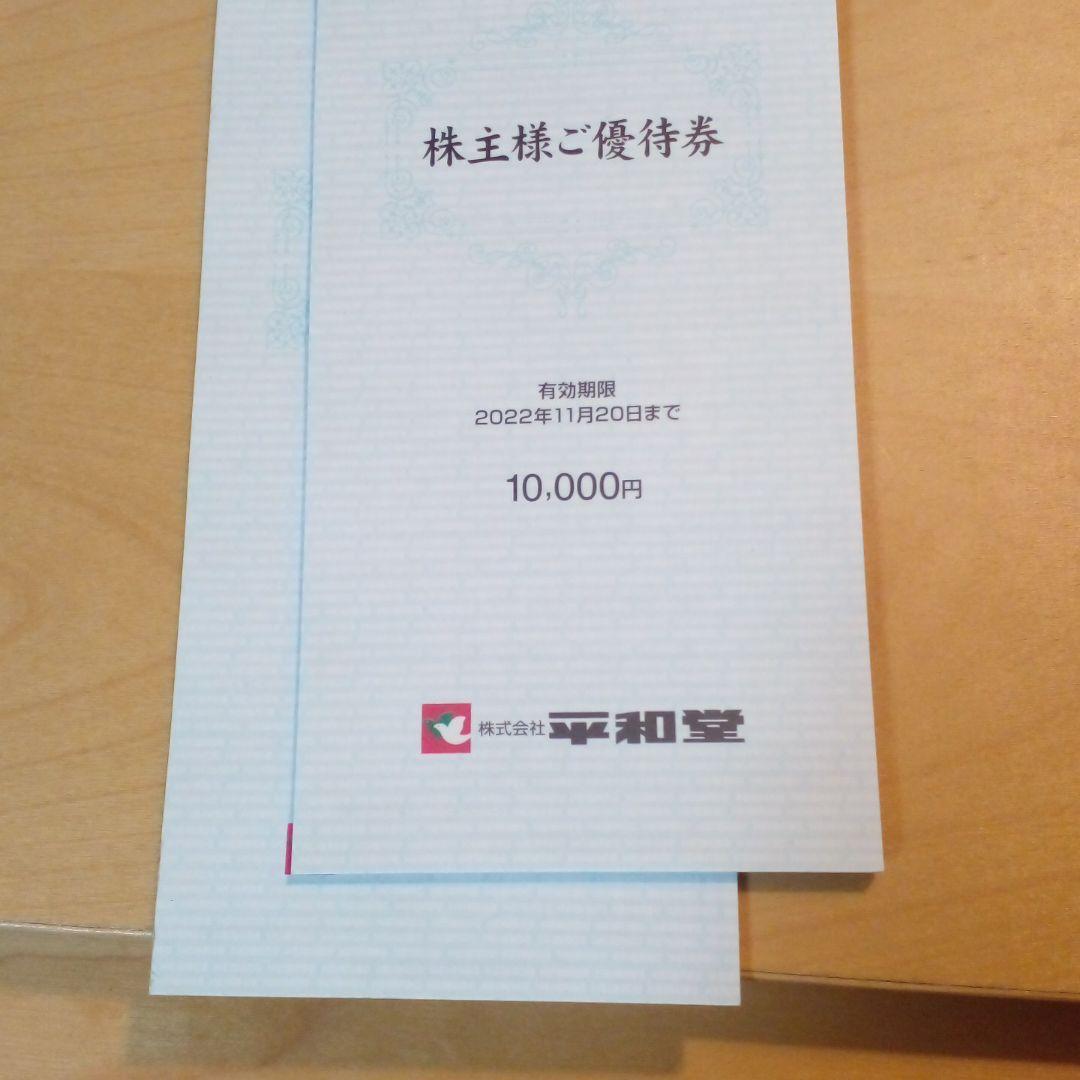 株主様ご優待券
有効期限
2022年11月20日まで
10,000円
株式会社 平和堂